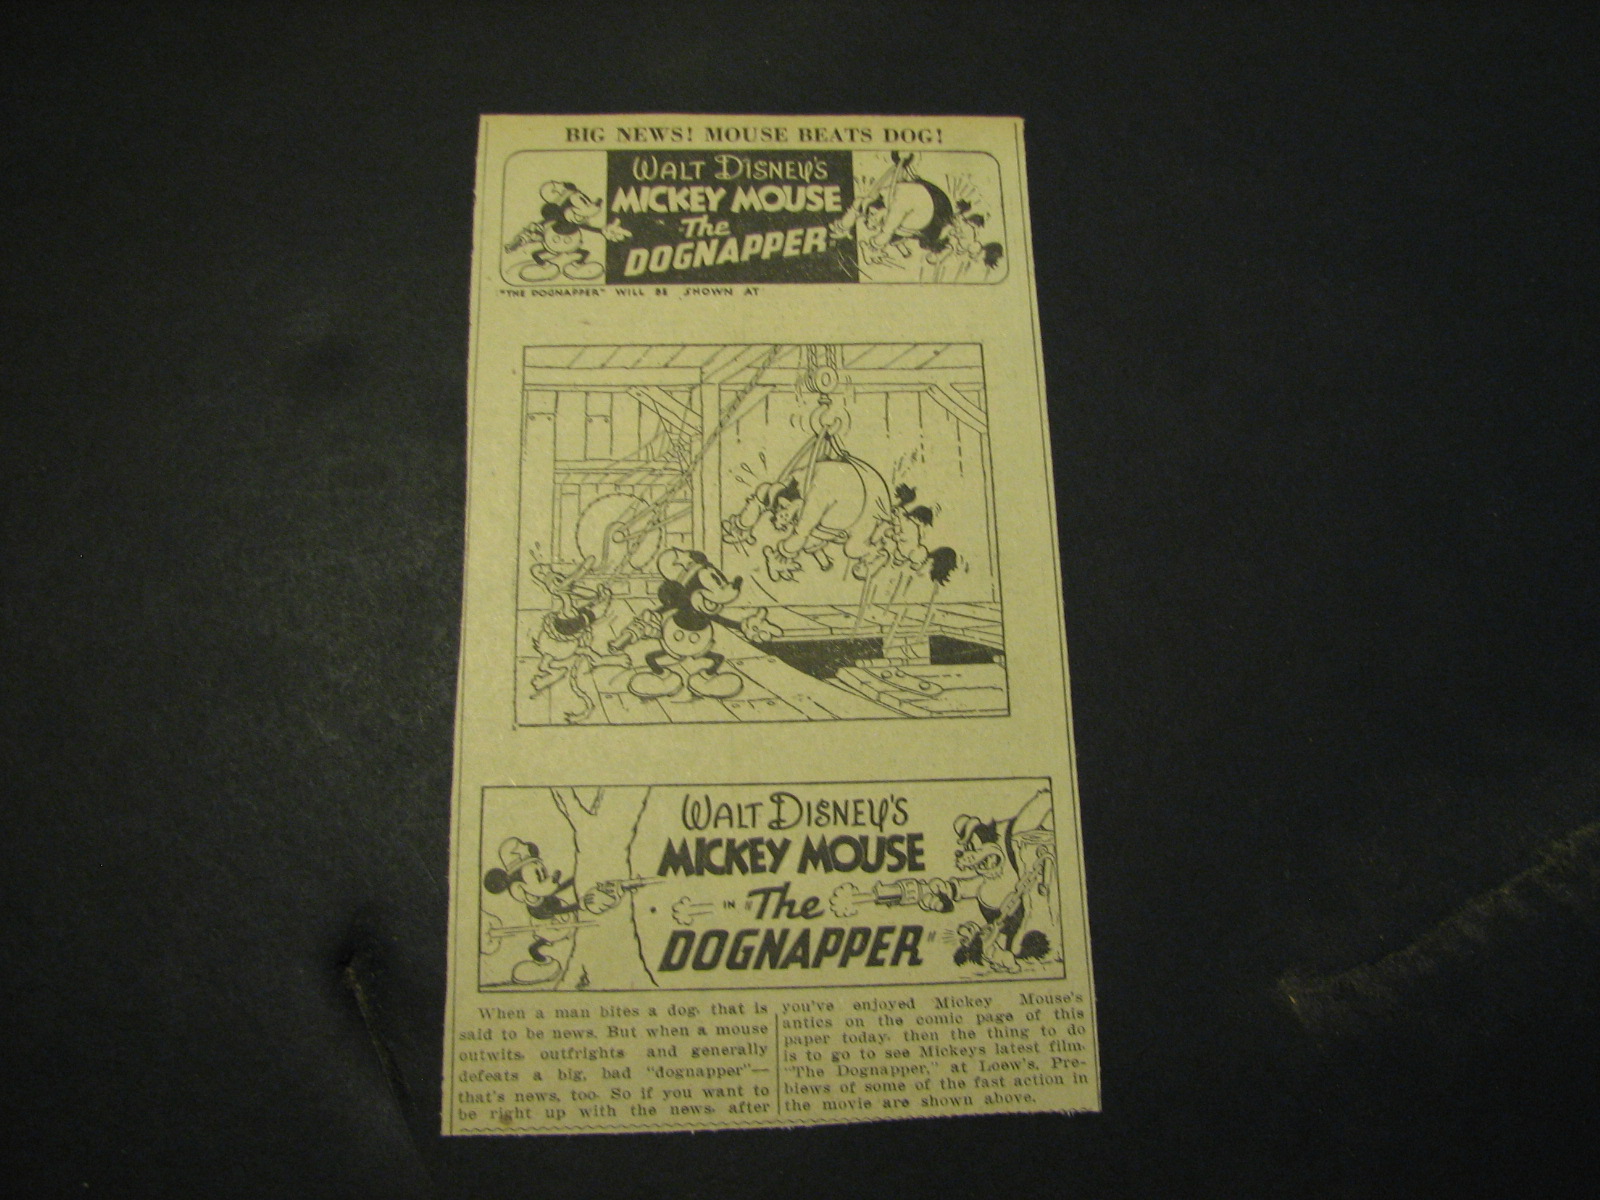 BIG NEWS! MOUSE BEATS DOG!
WALT DISNEY'S
MICKEY MOUSE
The
DOGNAPPER
"THE DOGNAPPER" WILL BE SHOWN AT
WALT DISNEY'S
MICKEY MOUSE
IN "The
DOGNAPPER"
When a man bites a dog, that is
said to be news. But when a mouse
outwits, outfrights and generally
defeats a big, bad "dognapper"—
that's news, too. So if you want to
be right up with the news, after
you've enjoyed Mickey Mouse's
antics on the comic page of this
paper today, then the thing to do
is to go to see Mickeys latest film,
"The Dognapper," at Loew's. Pre-
biews of some of the fast action in
the movie are shown above.